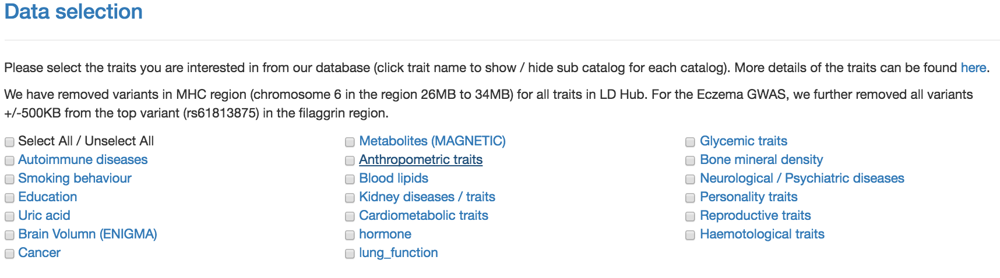 Data selection
Please select the traits you are interested in from our database (click trait name to show / hide sub catalog for each catalog). More details of the traits can be found here.
We have removed variants in MHC region (chromosome 6 in the region 26MB to 34MB) for all traits in LD Hub. For the Eczema GWAS, we further removed all variants
+/-500KB from the top variant (rs61813875) in the filaggrin region.
Select All / Unselect All
Autoimmune diseases
Smoking behaviour
Education
Uric acid
Brain Volumn (ENIGMA)
Cancer
Metabolites (MAGNETIC)
Anthropometric traits
Blood lipids
Kidney diseases / traits
Cardiometabolic traits
hormone
lung_function
Glycemic traits
Bone mineral density
Neurological / Psychiatric diseases
Personality traits
Reproductive traits
Haemotological traits